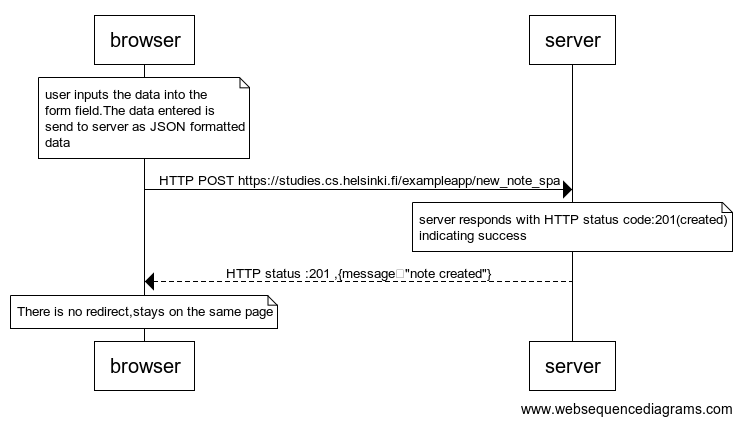 browser
server
user inputs the data into the
form field.The data entered is
send to server as JSON formatted
data
HTTP POST https://studies.cs.helsinki.fi/exampleapp/new_note_spa
server responds with HTTP status code:201(created)
indicating success
HTTP status :201 ,{message□"note created"}
There is no redirect,stays on the same page
browser
server
www.websequencediagrams.com